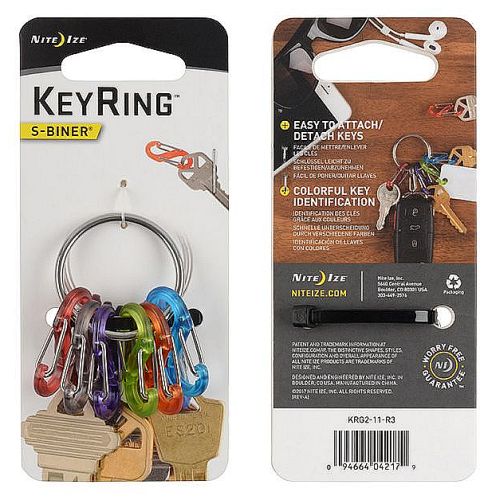 NITE IZE
KEYRING™
S-BINER®
ES201
EASY TO ATTACH/
DETACH KEYS
FACILE DE METTRE/ENLEVER
LES CLÉS
SCHLÜSSEL LEICHT ZU
BEFESTIGEN/ABZUNEHMEN
FÁCIL DE PONER/QUITAR LLAVES
COLORFUL KEY
IDENTIFICATION
IDENTIFICATION DES CLÉS
GRÂCE AUX COULEURS
SCHNELLE UNTERSCHEIDUNG
DURCH VERSCHIEDENE FARBEN
IDENTIFICACIÓN DE LLAVES
CON COLORES
NITE IZE
NITEIZE.COM
Nite Ize, Inc.
5660 Central Avenue
Boulder, CO 80301 USA
303-449-2576
Packaging
PATENT AND TRADEMARK INFORMATION AT
NITEIZE.COM/IP. THE DISTINCTIVE SHAPES, STYLES,
CONFIGURATION AND OVERALL APPEARANCE OF
ALL NITE IZE PRODUCTS ARE TRADEMARKS OF
NITE IZE, INC.
DESIGNED AND ENGINEERED BY NITE IZE, INC. IN
BOULDER, CO USA. MANUFACTURED IN CHINA.
©2017 NITE IZE, INC. ALL RIGHTS RESERVED.
WORRY FREE
GUARANTEE
KRG2-11-R3
0 94664 04217 9